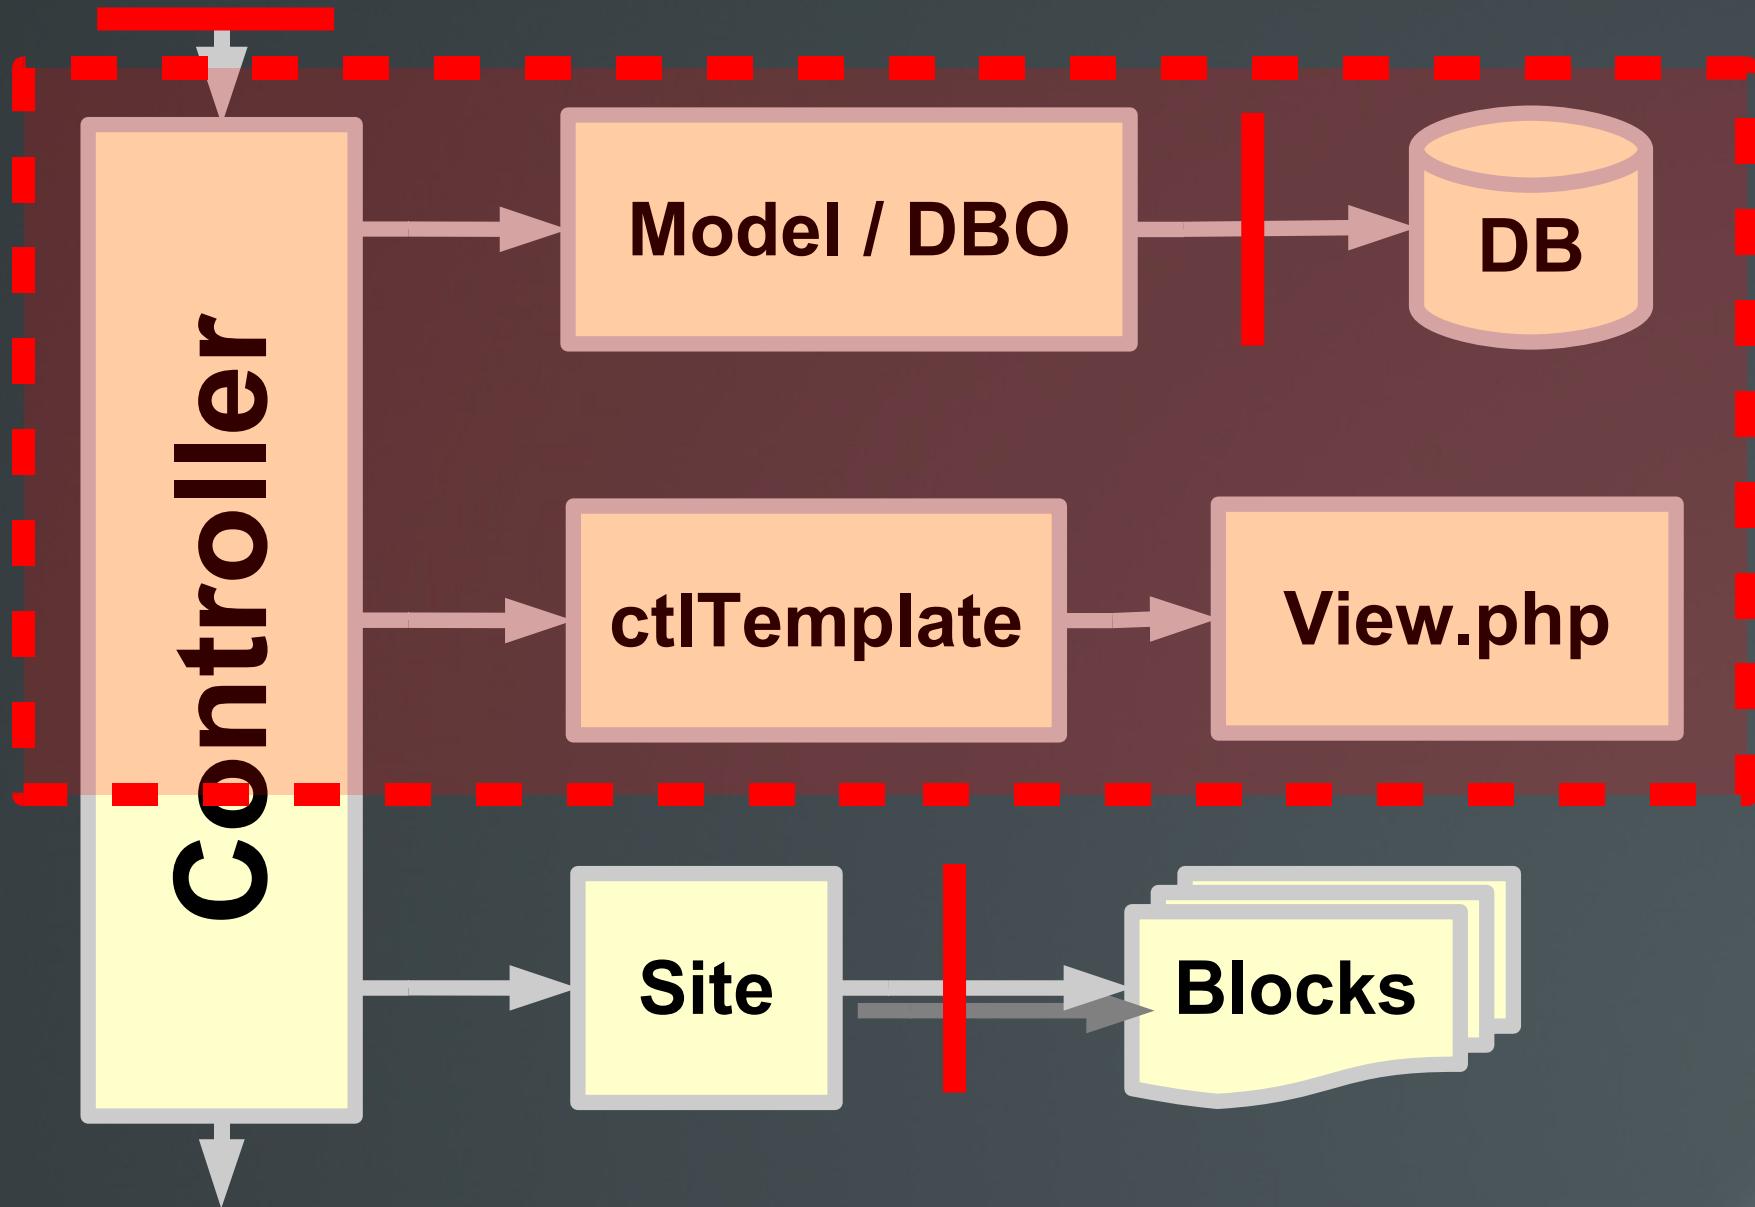 Controller
Model / DBO
DB
ctlTemplate
View.php
Site
Blocks